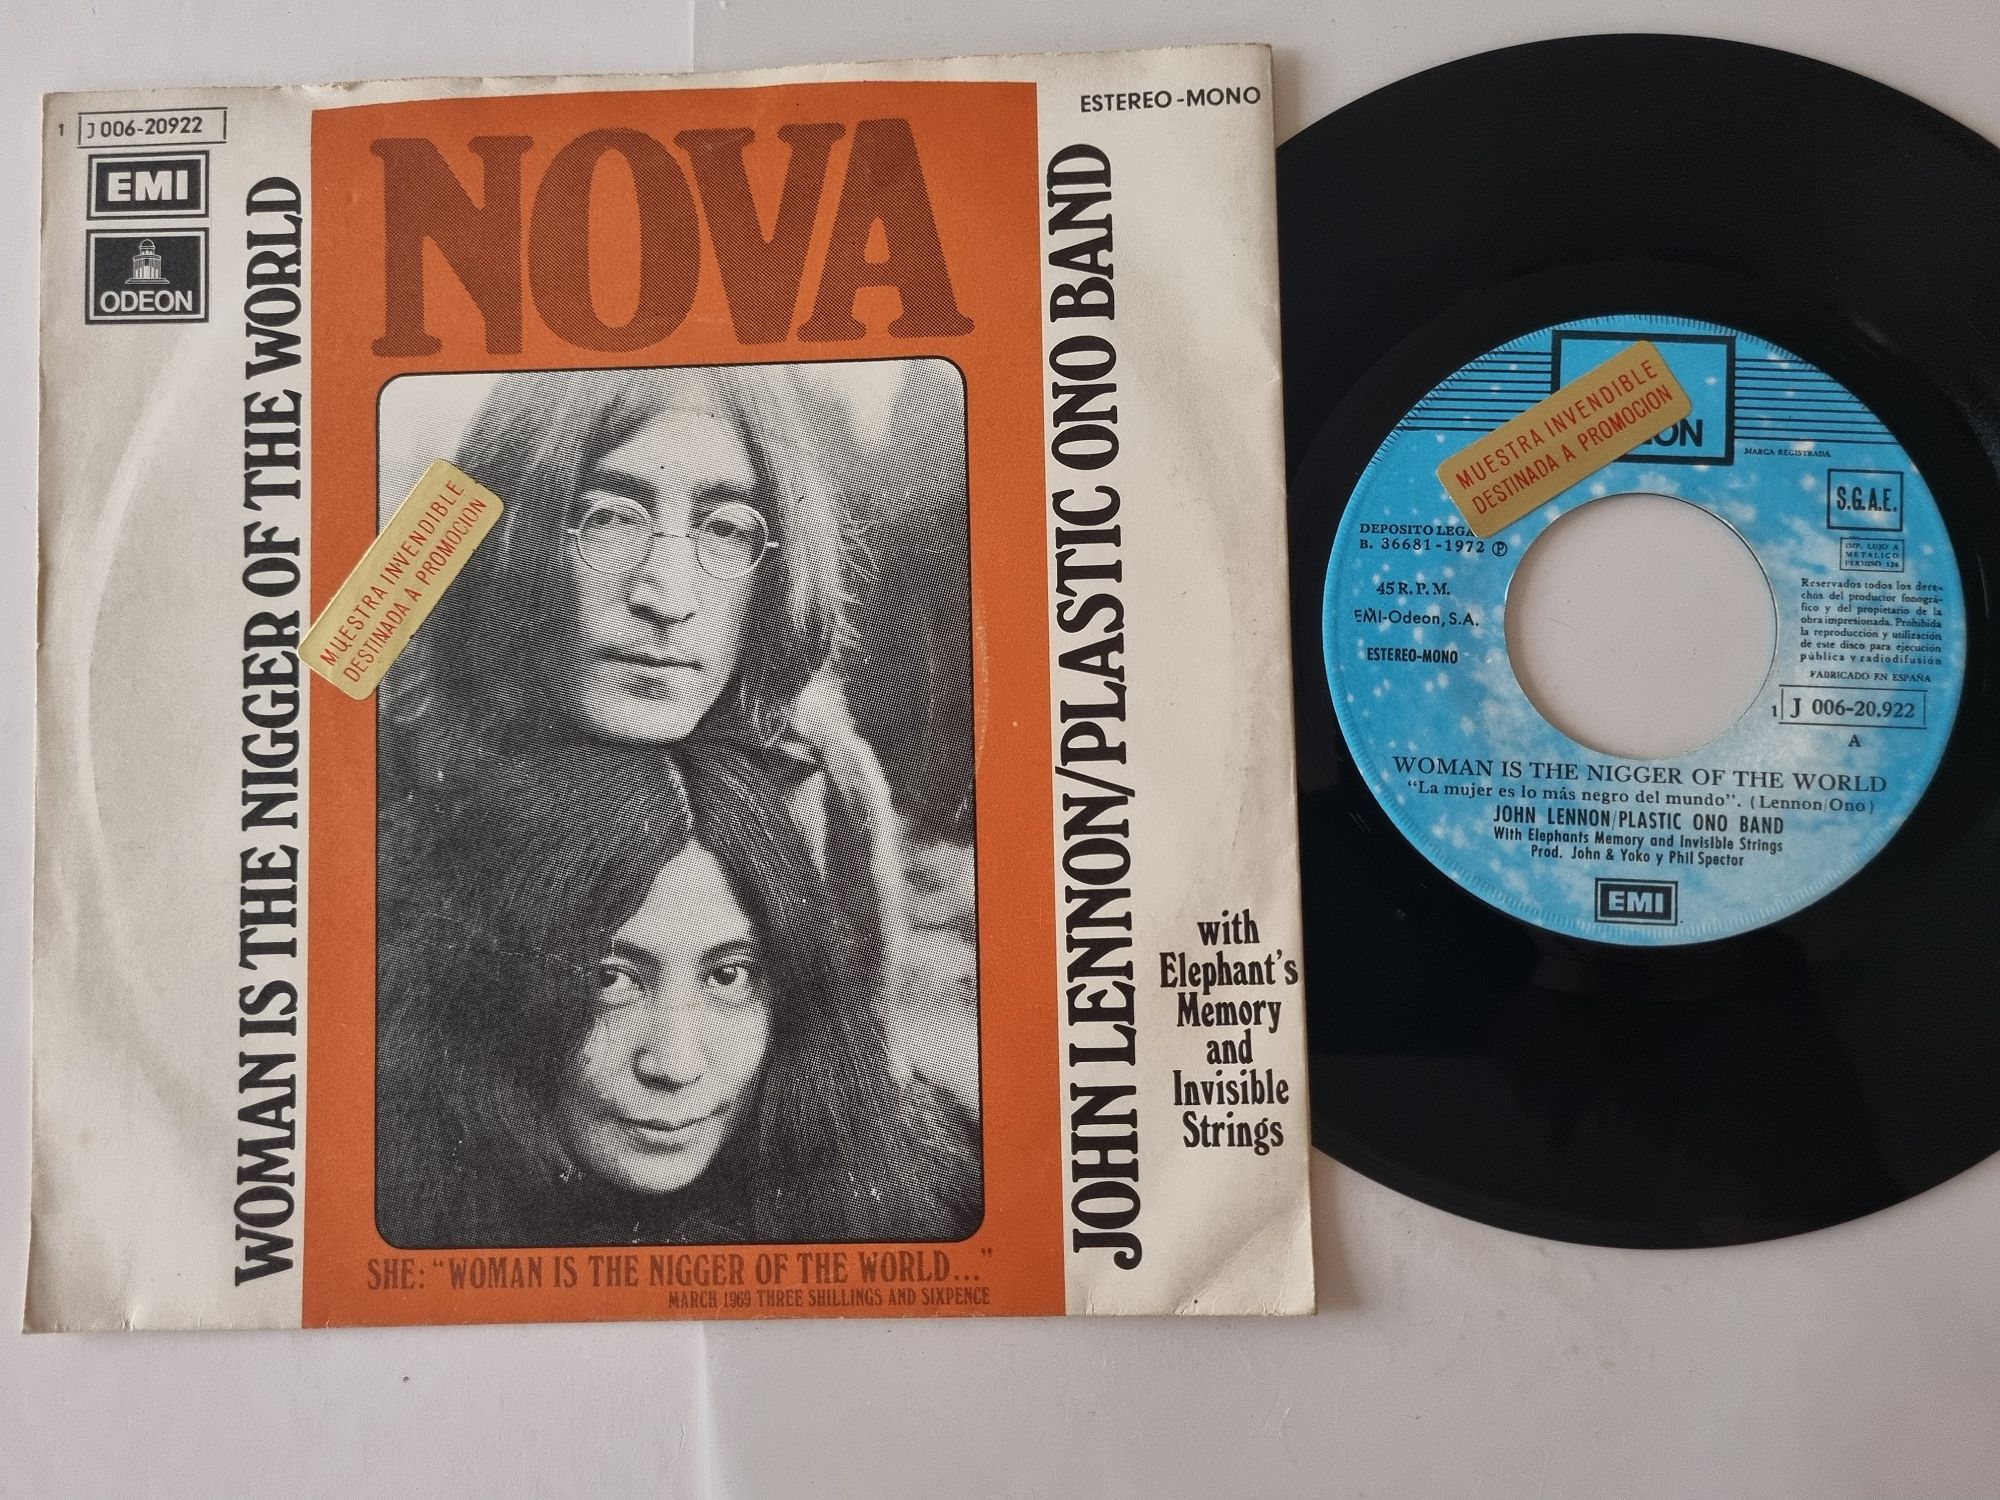 1 J 006-20922
EMI
ODEON
WOMAN IS THE NIGGER OF THE WORLD
NOVA
MUESTRA INVENDIBLE
DESTINADA A PROMOCION
SHE: "WOMAN IS THE NIGGER OF THE WORLD..."
MARCH 1969 THREE SHILLINGS AND SIXPENCE
ESTEREO-MONO
JOHN LENNON/PLASTIC ONO BAND
with
Elephant's
Memory
and
Invisible
Strings
MUESTRA INVENDIBLE
DESTINADA A PROMOCION
MARCA REGISTRADA
S.G.A.E.
IMP. LUJO A
METALICO
PERMISO 126
DEPOSITO
B. 36681-1972 Ⓟ
45 R. P. M.
EMI-Odeon, S.A.
ESTEREO-MONO
Reservados todos los dere-
chos del productor fonográ-
fico y del propietario de la
obra impresionada. Prohibida
la reproducción y utilización
de este disco para ejecución
pública y radiodifusión
FABRICADO EN ESPAÑA
1 J 006-20.922
A
WOMAN IS THE NIGGER OF THE WORLD
"La mujer es lo más negro del mundo". (Lennon/Ono)
JOHN LENNON/PLASTIC ONO BAND
With Elephants Memory and Invisible Strings
Prod. John & Yoko y Phil Spector
EMI